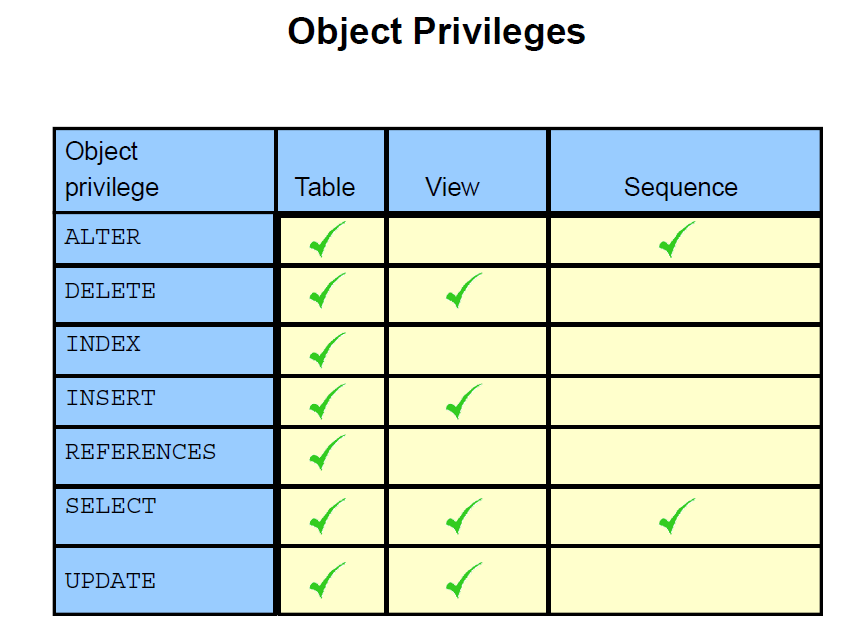 Object Privileges
Object
privilege
Table
View
Sequence
ALTER
DELETE
INDEX
INSERT
REFERENCES
SELECT
UPDATE